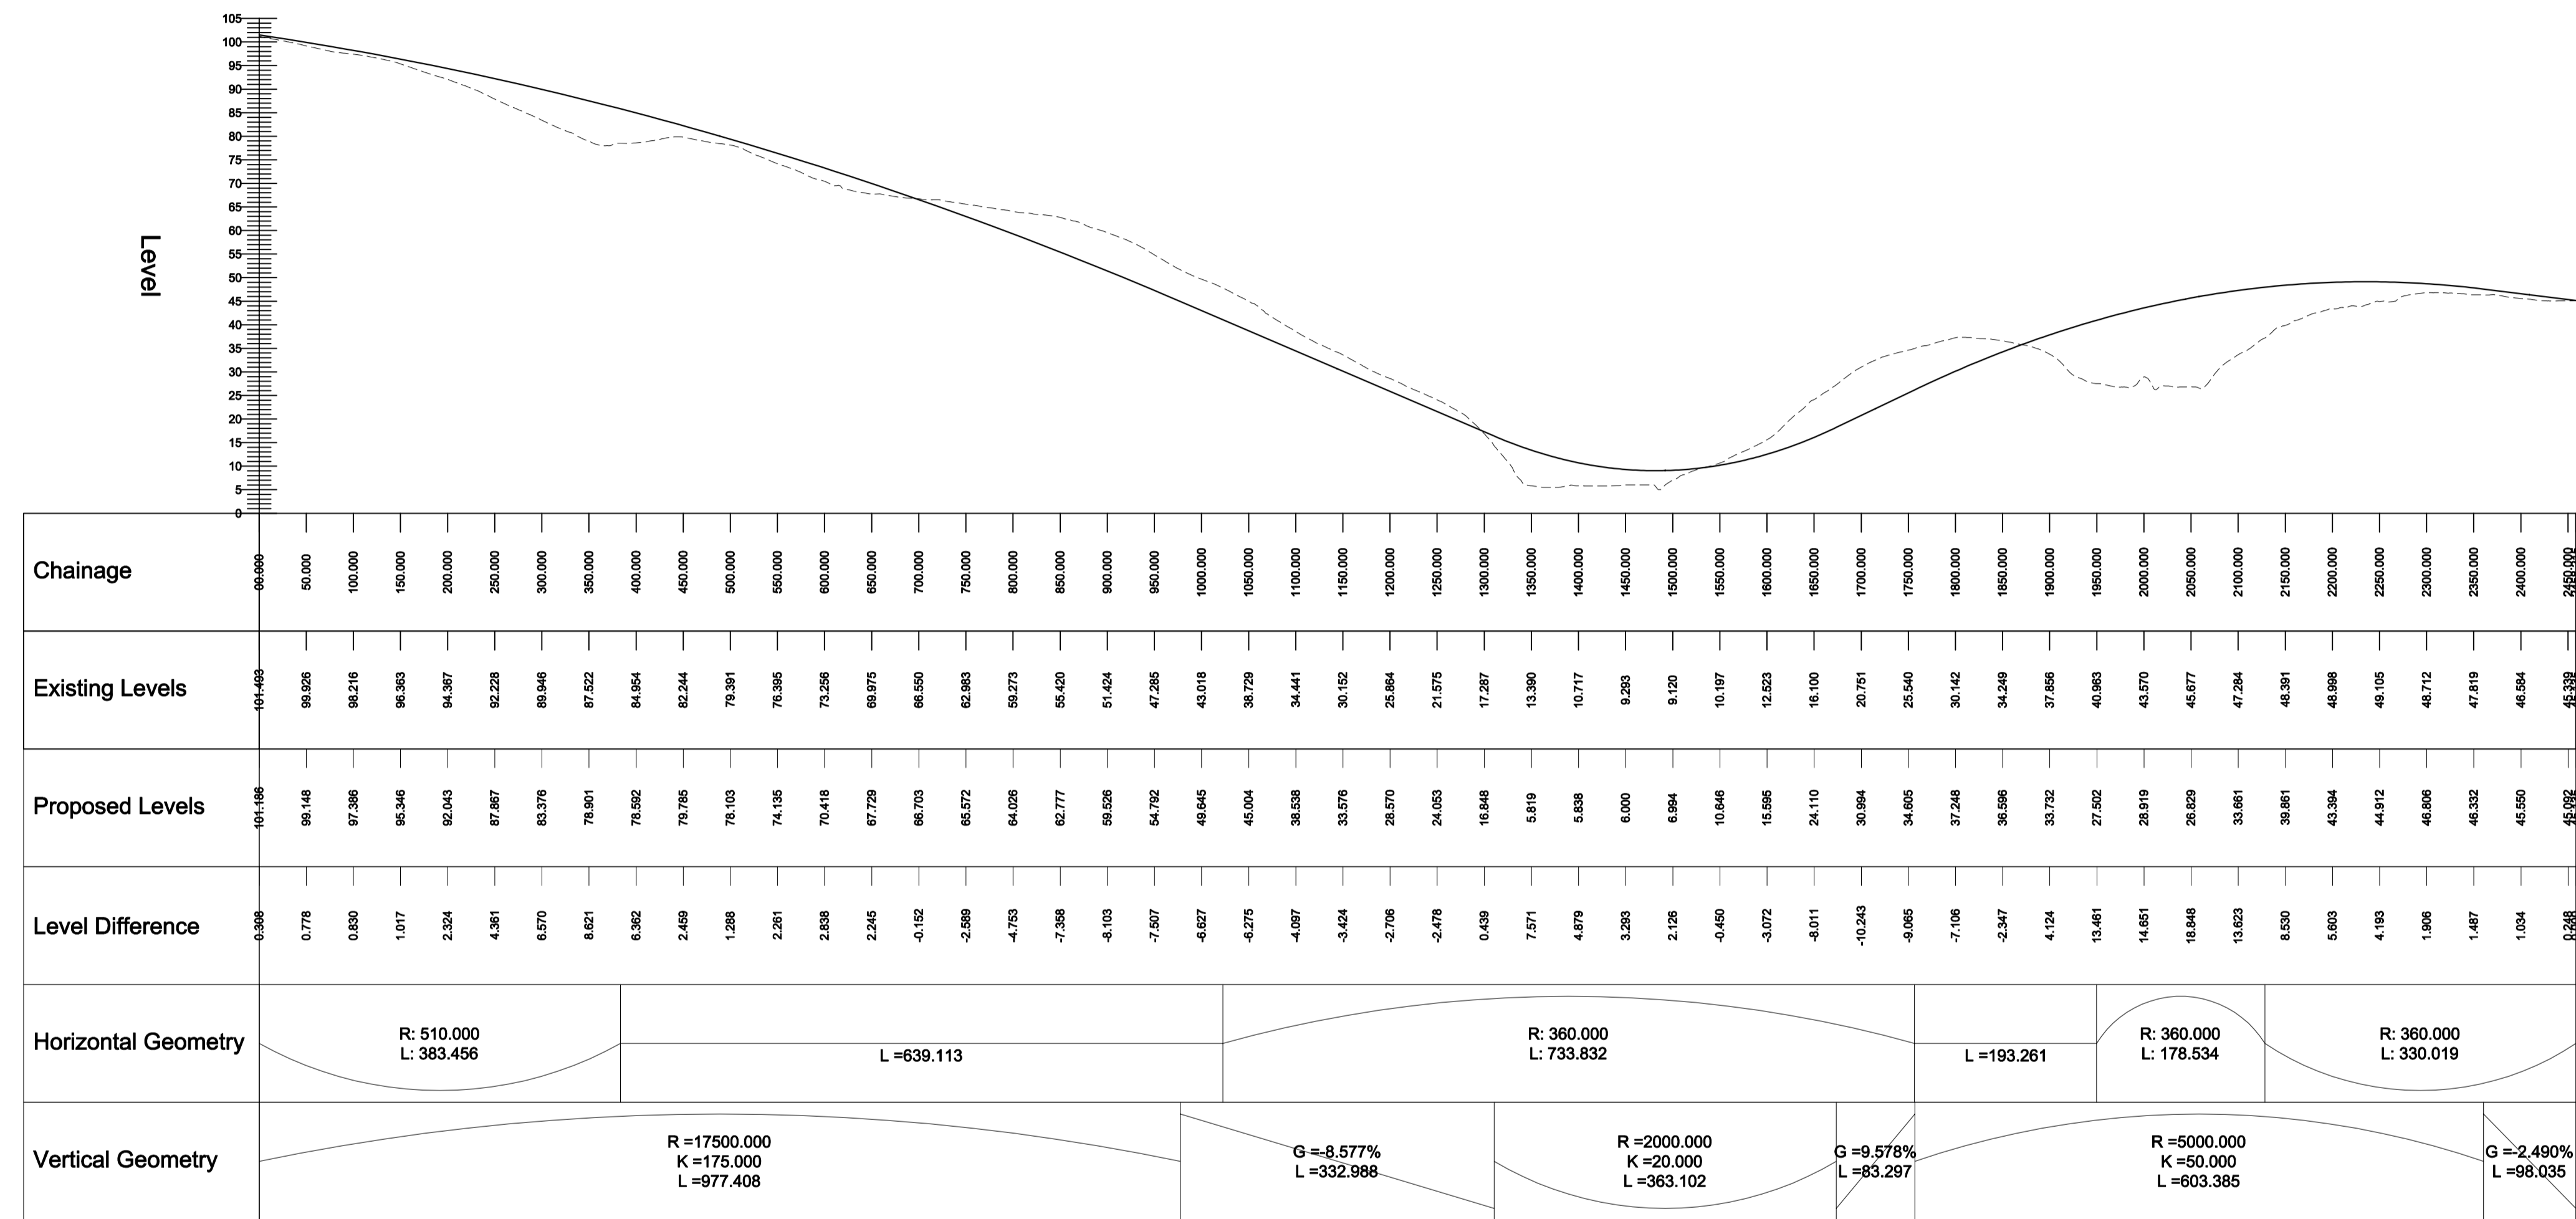 105
100
95
90
85
80
75
70
65
60
55
50
45
40
35
30
25
20
15
10
5
0
Level
Chainage
00.000 50.000 100.000 150.000 200.000 250.000 300.000 350.000 400.000 450.000 500.000 550.000 600.000 650.000 700.000 750.000 800.000 850.000 900.000 950.000 1000.000 1050.000 1100.000 1150.000 1200.000 1250.000 1300.000 1350.000 1400.000 1450.000 1500.000 1550.000 1600.000 1650.000 1700.000 1750.000 1800.000 1850.000 1900.000 1950.000 2000.000 2050.000 2100.000 2150.000 2200.000 2250.000 2300.000 2350.000 2400.000 2450.000
Existing Levels
101.493 99.926 98.216 96.363 94.367 92.228 89.946 87.522 84.954 82.244 79.391 76.395 73.256 69.975 66.550 62.983 59.273 55.420 51.424 47.285 43.018 38.729 34.441 30.152 25.864 21.575 17.287 13.390 10.717 9.293 9.120 10.197 12.523 16.100 20.751 25.540 30.142 34.249 37.856 40.963 43.570 45.677 47.284 48.391 48.998 49.105 48.712 47.819 46.584 45.339
Proposed Levels
101.186 99.148 97.386 95.346 92.043 87.867 83.376 78.901 78.592 79.785 78.103 74.135 70.418 67.729 66.703 65.572 64.026 62.777 59.526 54.792 49.645 45.004 38.538 33.576 28.570 24.053 16.848 5.819 5.838 6.000 6.994 10.646 15.595 24.110 30.994 34.605 37.248 36.596 33.732 27.502 28.919 26.829 33.661 39.861 43.394 44.912 46.806 46.332 45.550 45.092
Level Difference
0.308 0.778 0.830 1.017 2.324 4.361 6.570 8.621 6.362 2.459 1.288 2.261 2.838 2.245 -0.152 -2.589 -4.753 -7.358 -8.103 -7.507 -6.627 -6.275 -4.097 -3.424 -2.706 -2.478 0.439 7.571 4.879 3.293 2.126 -0.450 -3.072 -8.011 -10.243 -9.065 -7.106 -2.347 4.124 13.461 14.651 18.848 13.623 8.530 5.603 4.193 1.906 1.487 1.034 0.248
Horizontal Geometry
R: 510.000
L: 383.456
L =639.113
R: 360.000
L: 733.832
L =193.261
R: 360.000
L: 178.534
R: 360.000
L: 330.019
Vertical Geometry
R =17500.000
K =175.000
L =977.408
G =-8.577%
L =332.988
R =2000.000
K =20.000
L =363.102
G =9.578%
L =83.297
R =5000.000
K =50.000
L =603.385
G =-2.490%
L =98.035